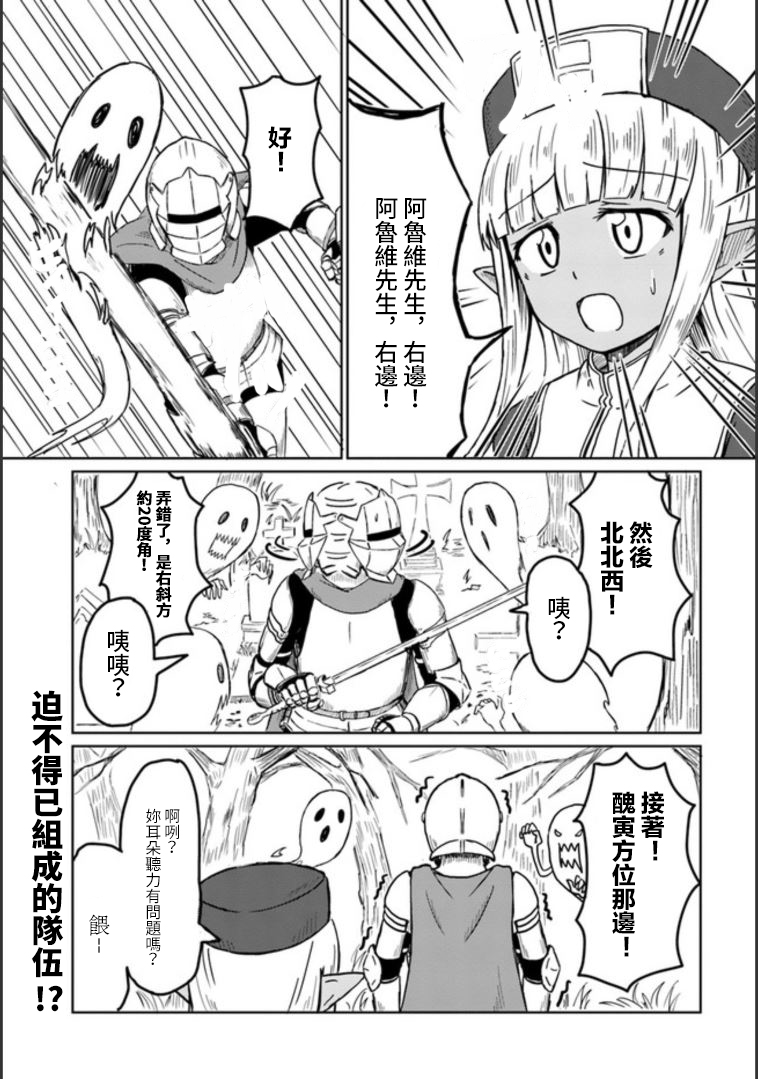 阿魯維先生，右邊！
阿魯維先生，右邊！
好！
然後
北北西！
咦？
弄錯了，是右斜方
約20度角！
咦咦？
接著！
醜寅方位那邊！
啊咧？
妳耳朵聽力有問題嗎？
餵--
迫不得已組成的隊伍!?